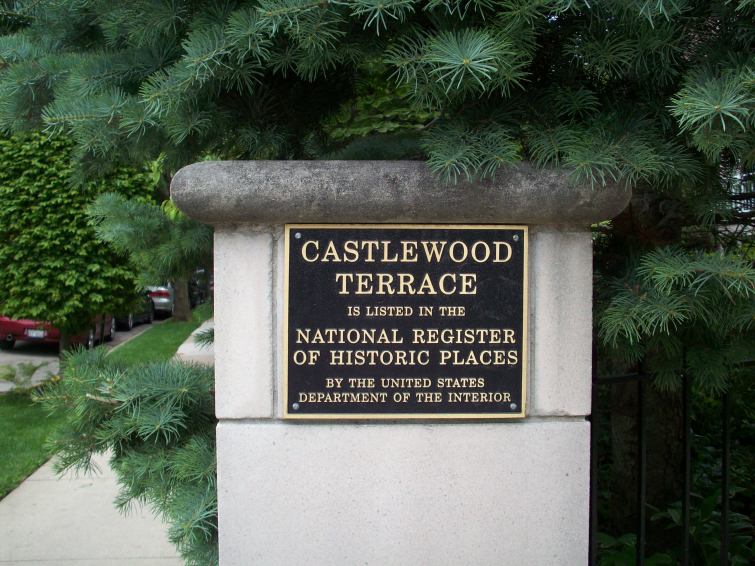 CASTLEWOOD
TERRACE
IS LISTED IN THE
NATIONAL REGISTER
OF HISTORIC PLACES
BY THE UNITED STATES
DEPARTMENT OF THE INTERIOR